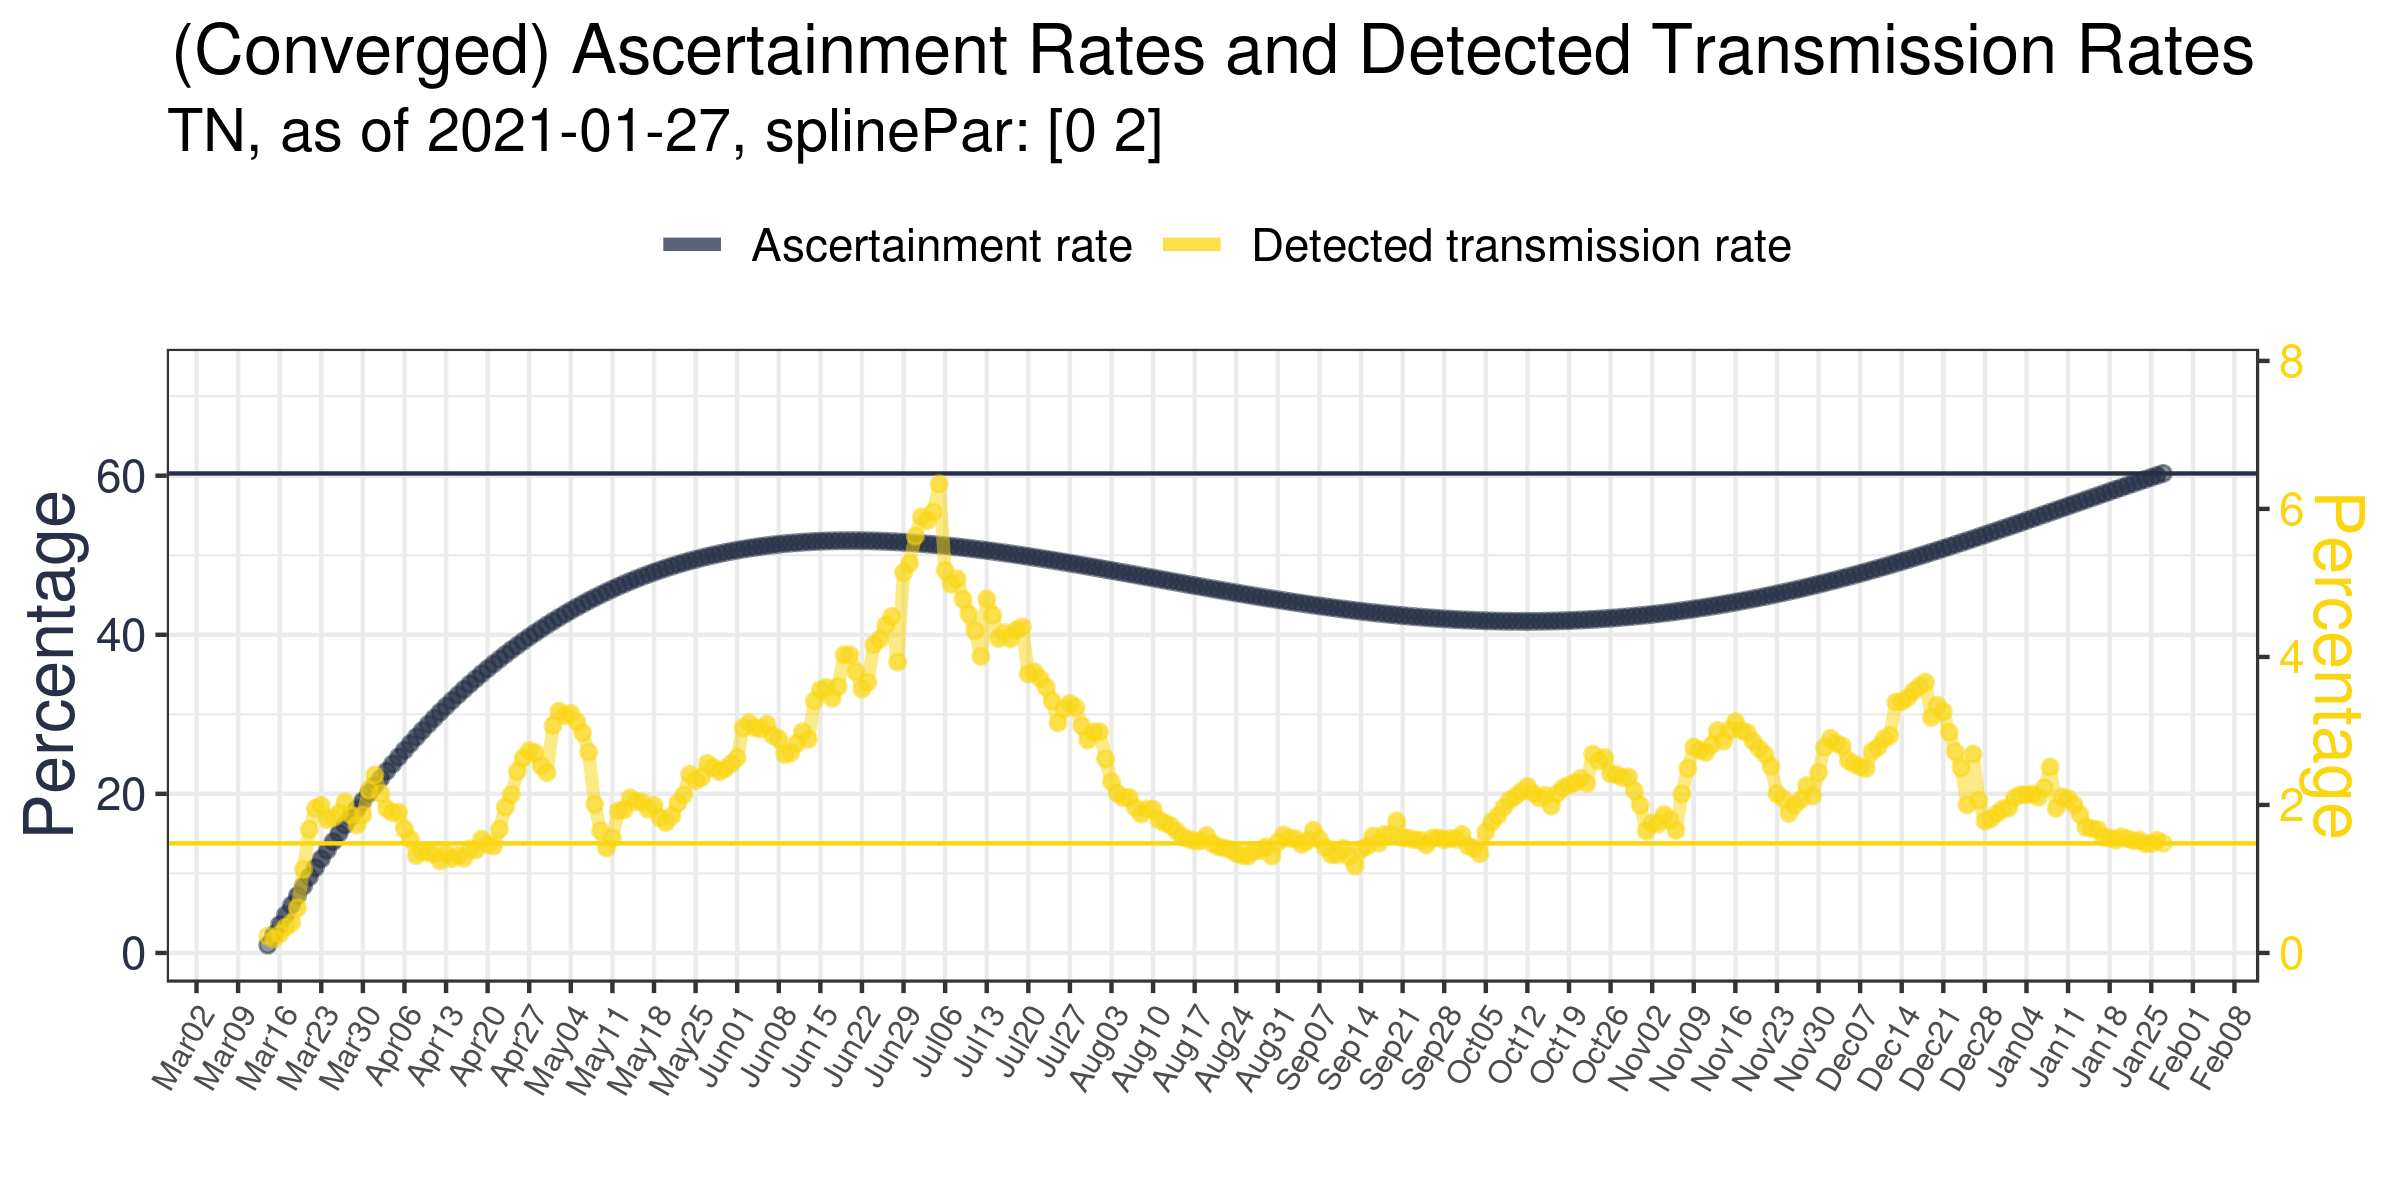 (Converged) Ascertainment Rates and Detected Transmission Rates
TN, as of 2021-01-27, splinePar: [0 2]
Ascertainment rate Detected transmission rate
Percentage
60
40
20
0
8
6
4
2
0
Percentage
Mar02 Mar09 Mar16 Mar23 Mar30 Apr06 Apr13 Apr20 Apr27 May04 May11 May18 May25 Jun01 Jun08 Jun15 Jun22 Jun29 Jul06 Jul13 Jul20 Jul27 Aug03 Aug10 Aug17 Aug24 Aug31 Sep07 Sep14 Sep21 Sep28 Oct05 Oct12 Oct19 Oct26 Nov02 Nov09 Nov16 Nov23 Nov30 Dec07 Dec14 Dec21 Dec28 Jan04 Jan11 Jan18 Jan25 Feb01 Feb08